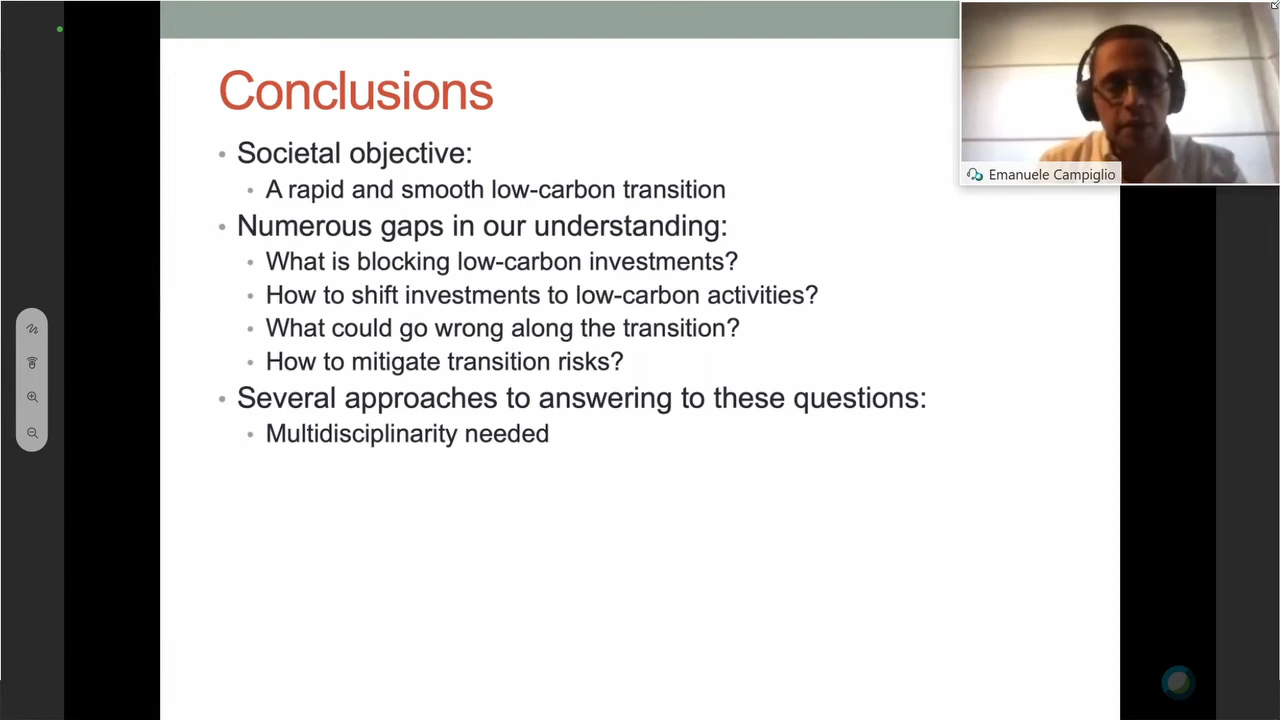 Conclusions
• Societal objective:
• A rapid and smooth low-carbon transition
• Numerous gaps in our understanding:
• What is blocking low-carbon investments?
• How to shift investments to low-carbon activities?
• What could go wrong along the transition?
• How to mitigate transition risks?
• Several approaches to answering to these questions:
• Multidisciplinarity needed
Emanuele Campiglio